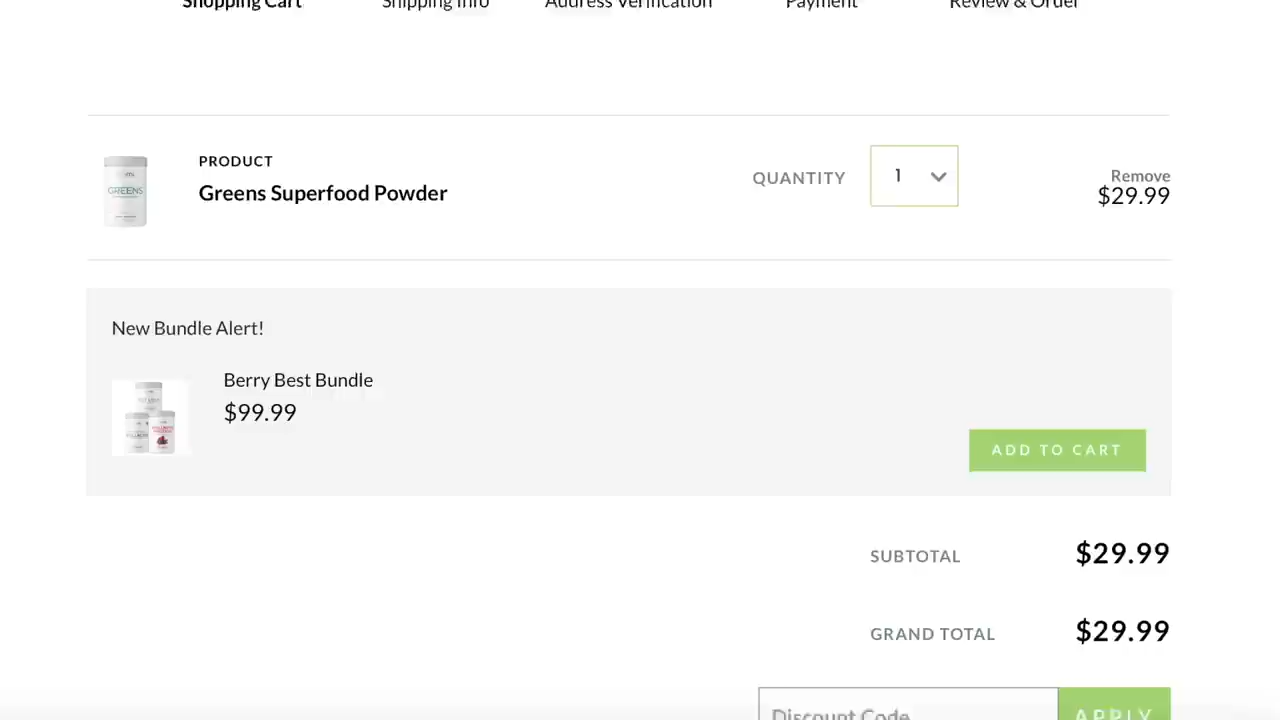 Shopping Cart Shipping Info Address Verification Payment Review & Order
PRODUCT
Greens Superfood Powder
GREENS
QUANTITY
1
Remove
$29.99
New Bundle Alert!
Berry Best Bundle
$99.99
ADD TO CART
SUBTOTAL
$29.99
GRAND TOTAL
$29.99
Discount Code
APPLY